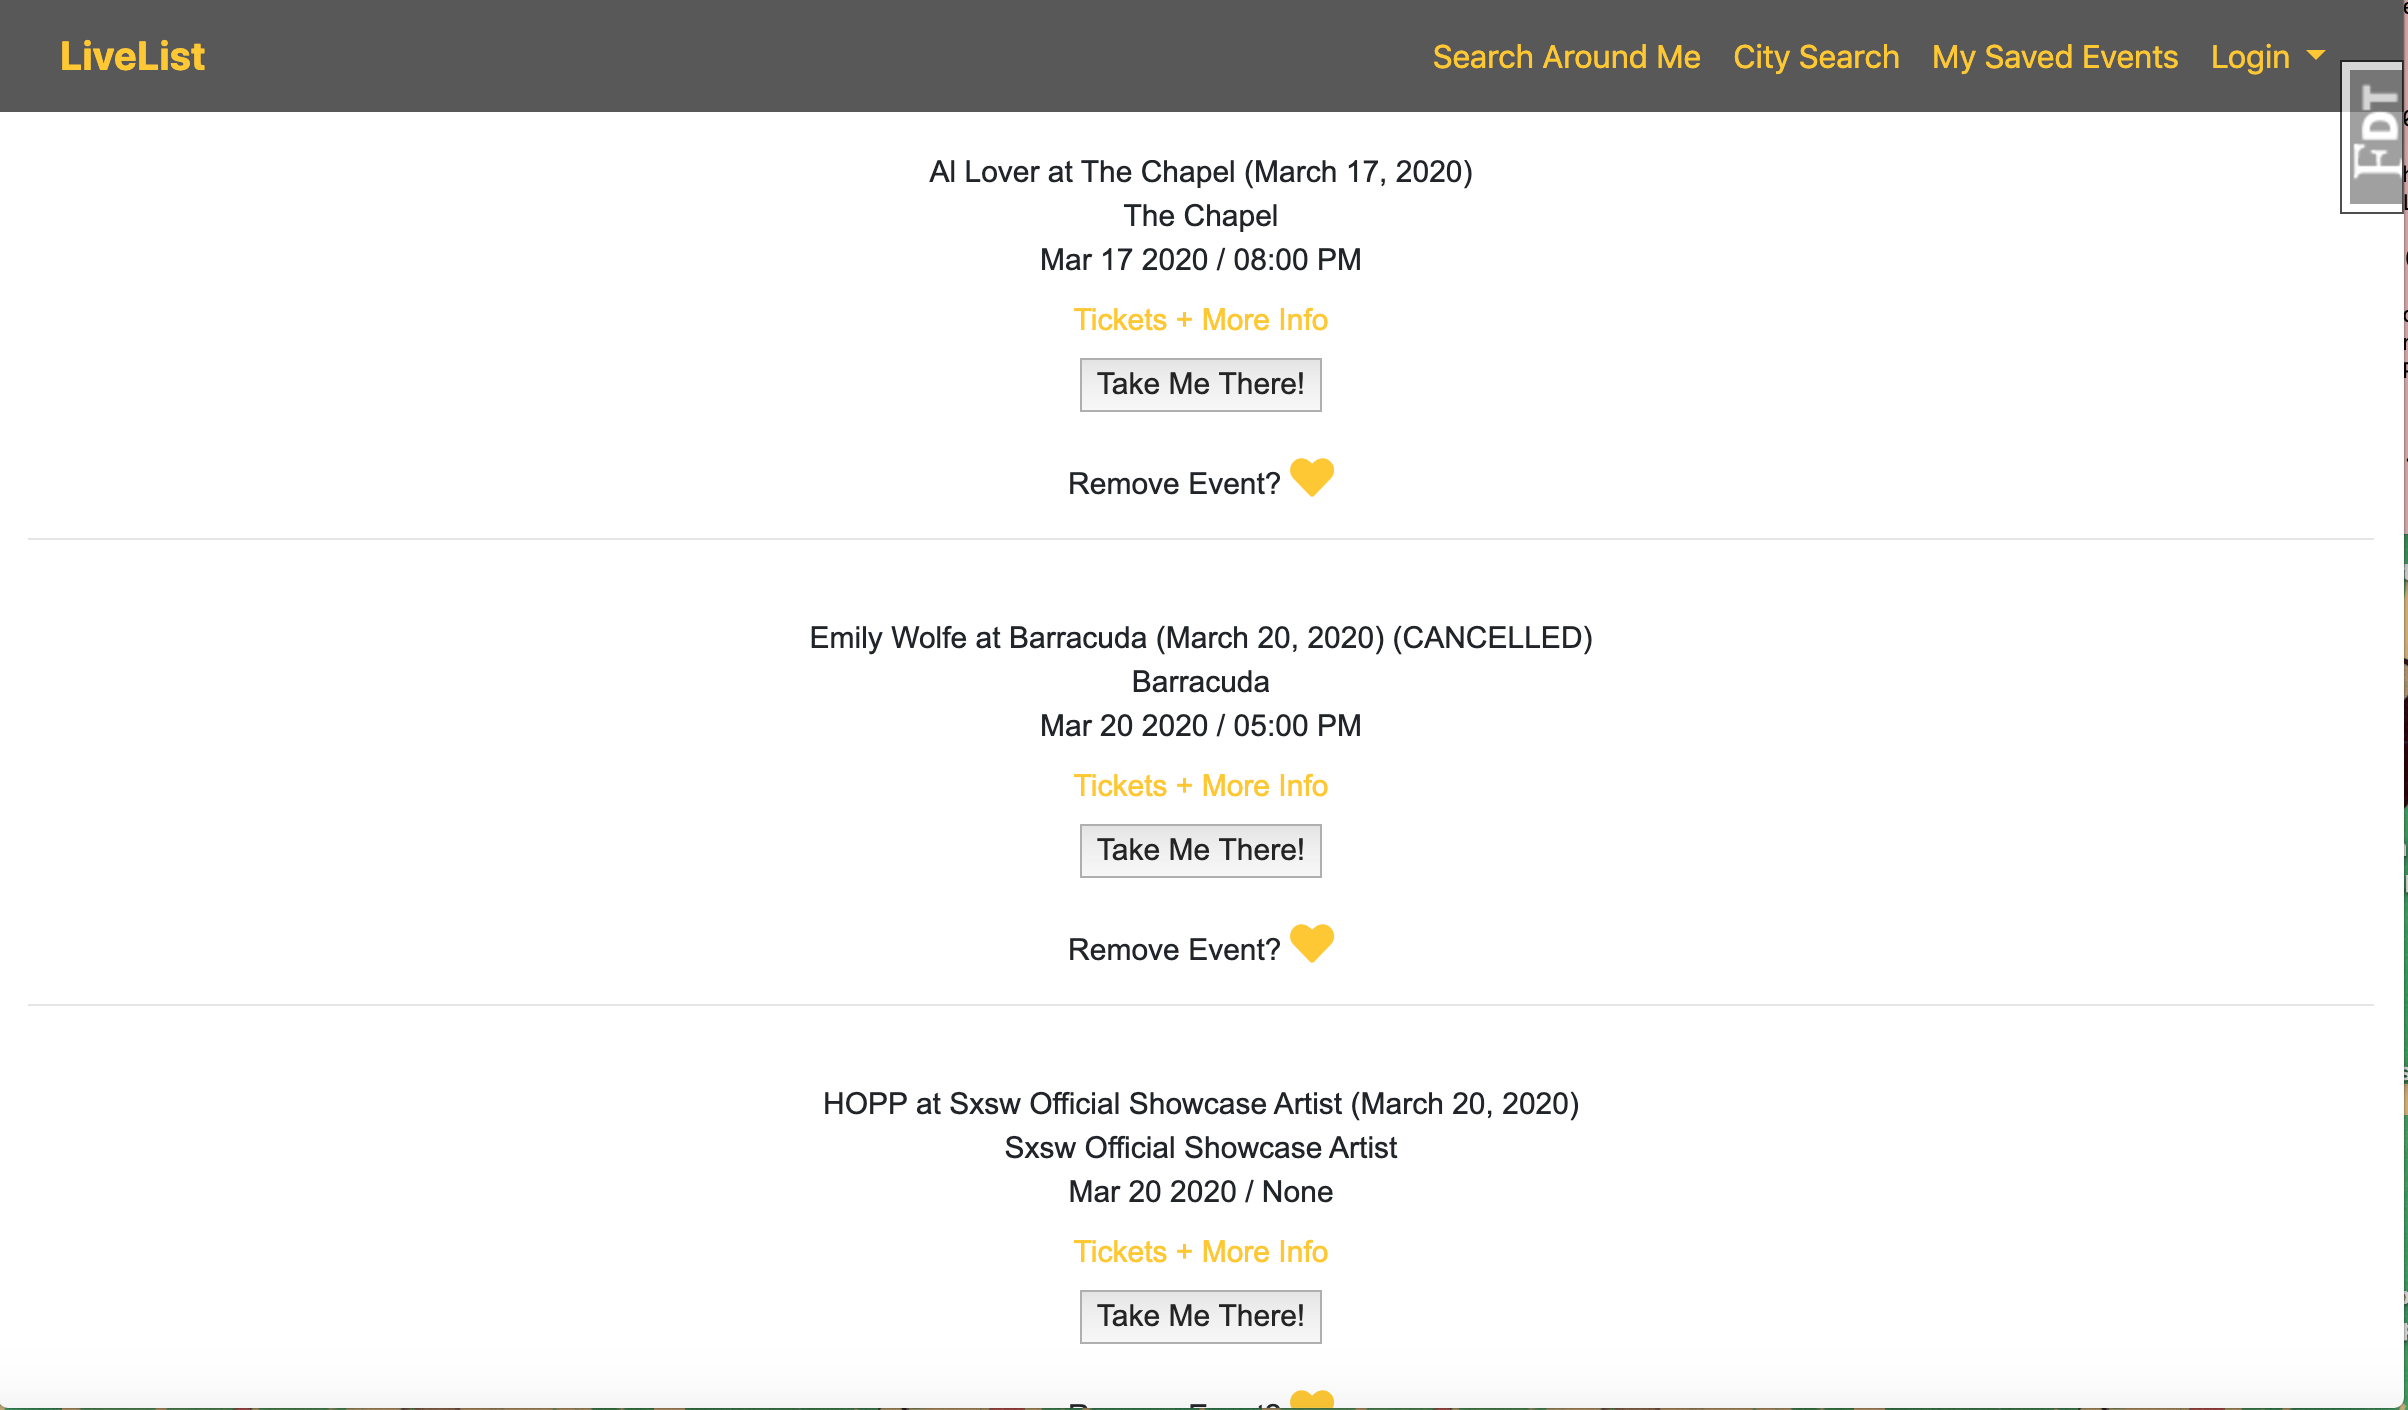 LiveList
Search Around Me City Search My Saved Events Login
FDT
Al Lover at The Chapel (March 17, 2020)
The Chapel
Mar 17 2020 / 08:00 PM
Tickets + More Info
Take Me There!
Remove Event?
Emily Wolfe at Barracuda (March 20, 2020) (CANCELLED)
Barracuda
Mar 20 2020 / 05:00 PM
Tickets + More Info
Take Me There!
Remove Event?
HOPP at Sxsw Official Showcase Artist (March 20, 2020)
Sxsw Official Showcase Artist
Mar 20 2020 / None
Tickets + More Info
Take Me There!